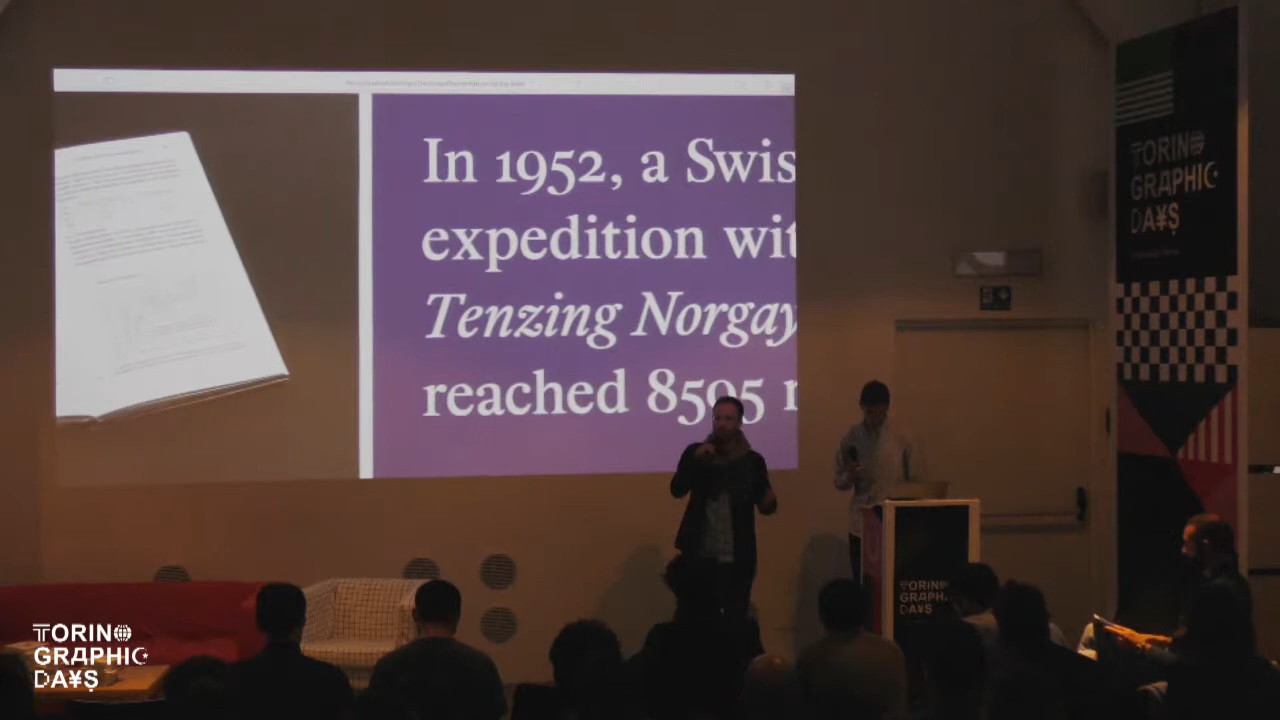 In 1952, a Swis
expedition wit
Tenzing Norgay
reached 8595 r
TORINO
GRAPHIC
DA¥S
TORINO
GRAPHIC
DA¥S
TORINO
GRAPHIC
DA¥S